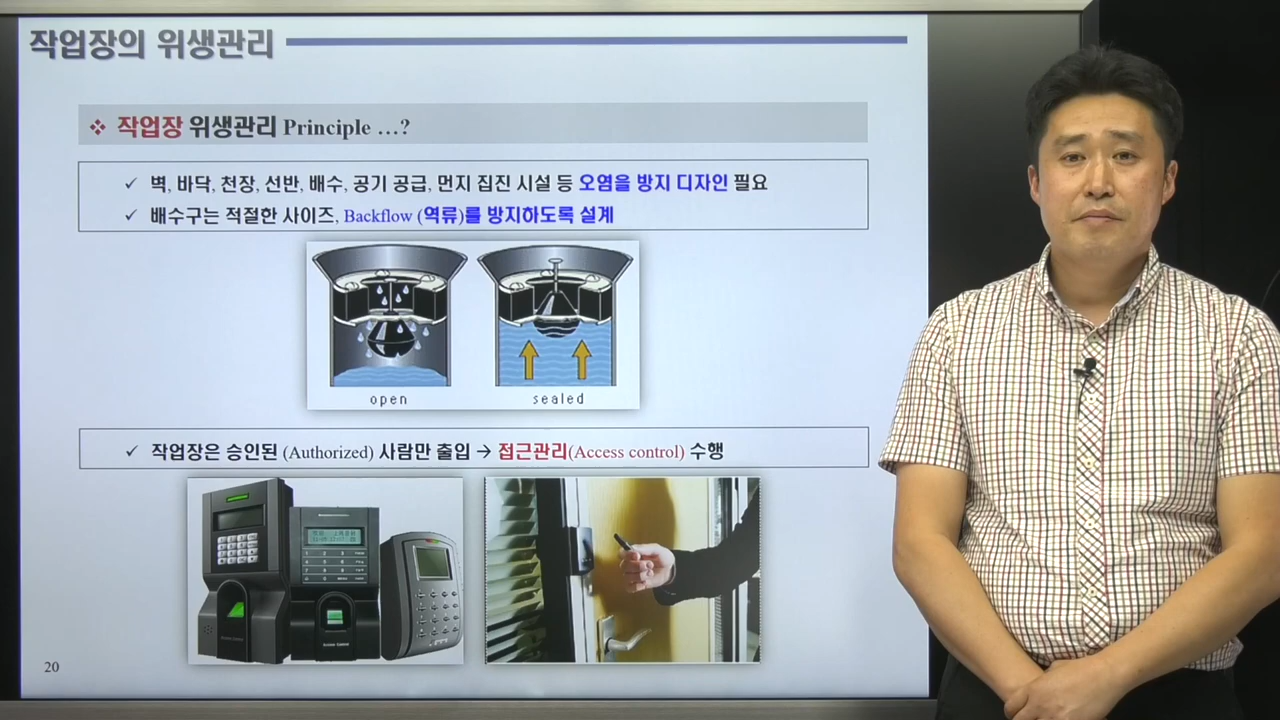 작업장의 위생관리
❖ 작업장 위생관리 Principle …?
✓ 벽, 바닥, 천장, 선반, 배수, 공기 공급, 먼지 집진 시설 등 오염을 방지 디자인 필요
✓ 배수구는 적절한 사이즈, Backflow (역류)를 방지하도록 설계
open
sealed
✓ 작업장은 승인된 (Authorized) 사람만 출입 → 접근관리(Access control) 수행
20